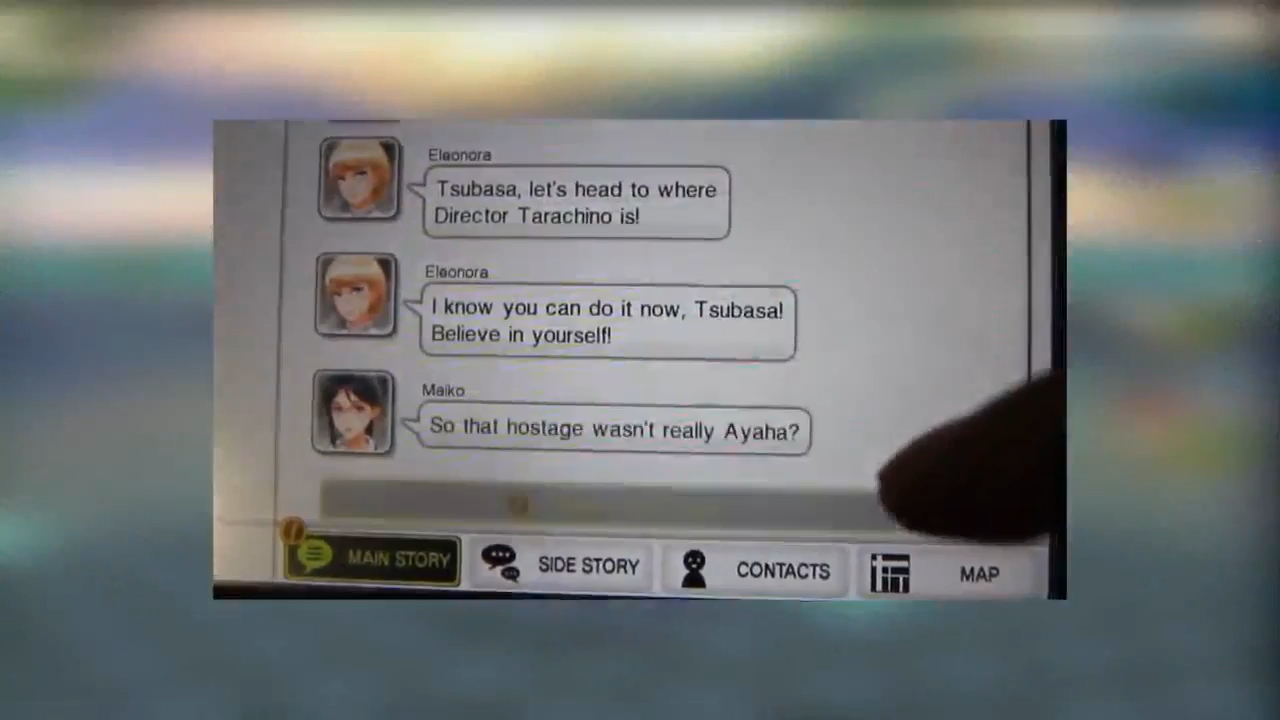 Eleonora
Tsubasa, let's head to where
Director Tarachino is!
Eleonora
I know you can do it now, Tsubasa!
Believe in yourself!
Maiko
So that hostage wasn't really Ayaha?
MAIN STORY
SIDE STORY
CONTACTS
MAP